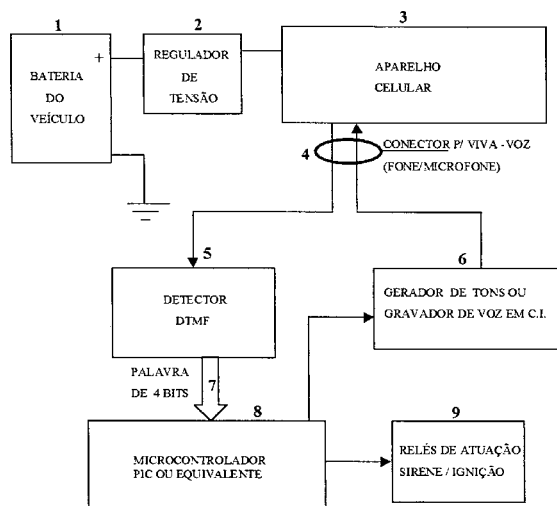 1
BATERIA
DO
VEÍCULO
+
2
REGULADOR
DE
TENSÃO
3
APARELHO
CELULAR
4
CONECTOR P/ VIVA - VOZ
(FONE/MICROFONE)
5
DETECTOR
DTMF
6
GERADOR DE TONS OU
GRAVADOR DE VOZ EM C.I.
PALAVRA
DE 4 BITS
7
8
MICROCONTROLADOR
PIC OU EQUIVALENTE
9
RELÉS DE ATUAÇÃO
SIRENE / IGNIÇÃO